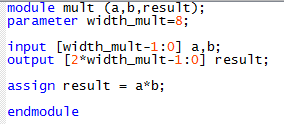 module mult (a,b,result);
parameter width_mult=8;
input [width_mult-1:0] a,b;
output [2*width_mult-1:0] result;
assign result = a*b;
endmodule